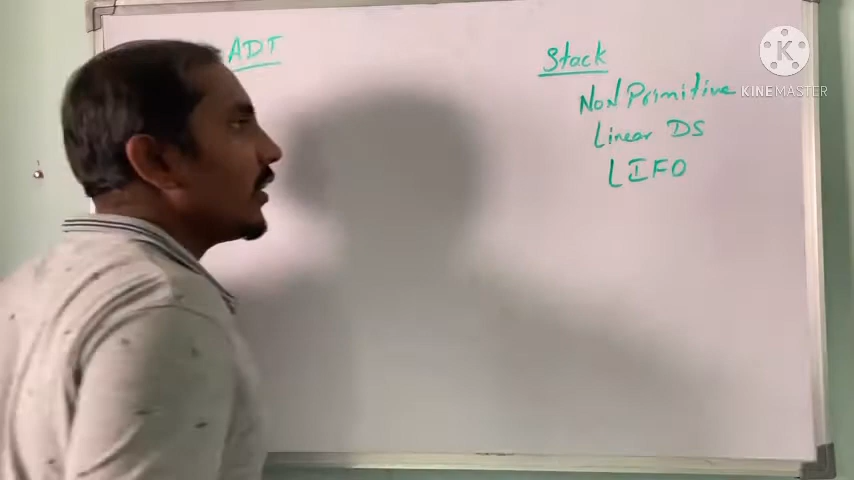 ADT
Stack
Non Primitive
Linear DS
LIFO
K
KINEMASTER